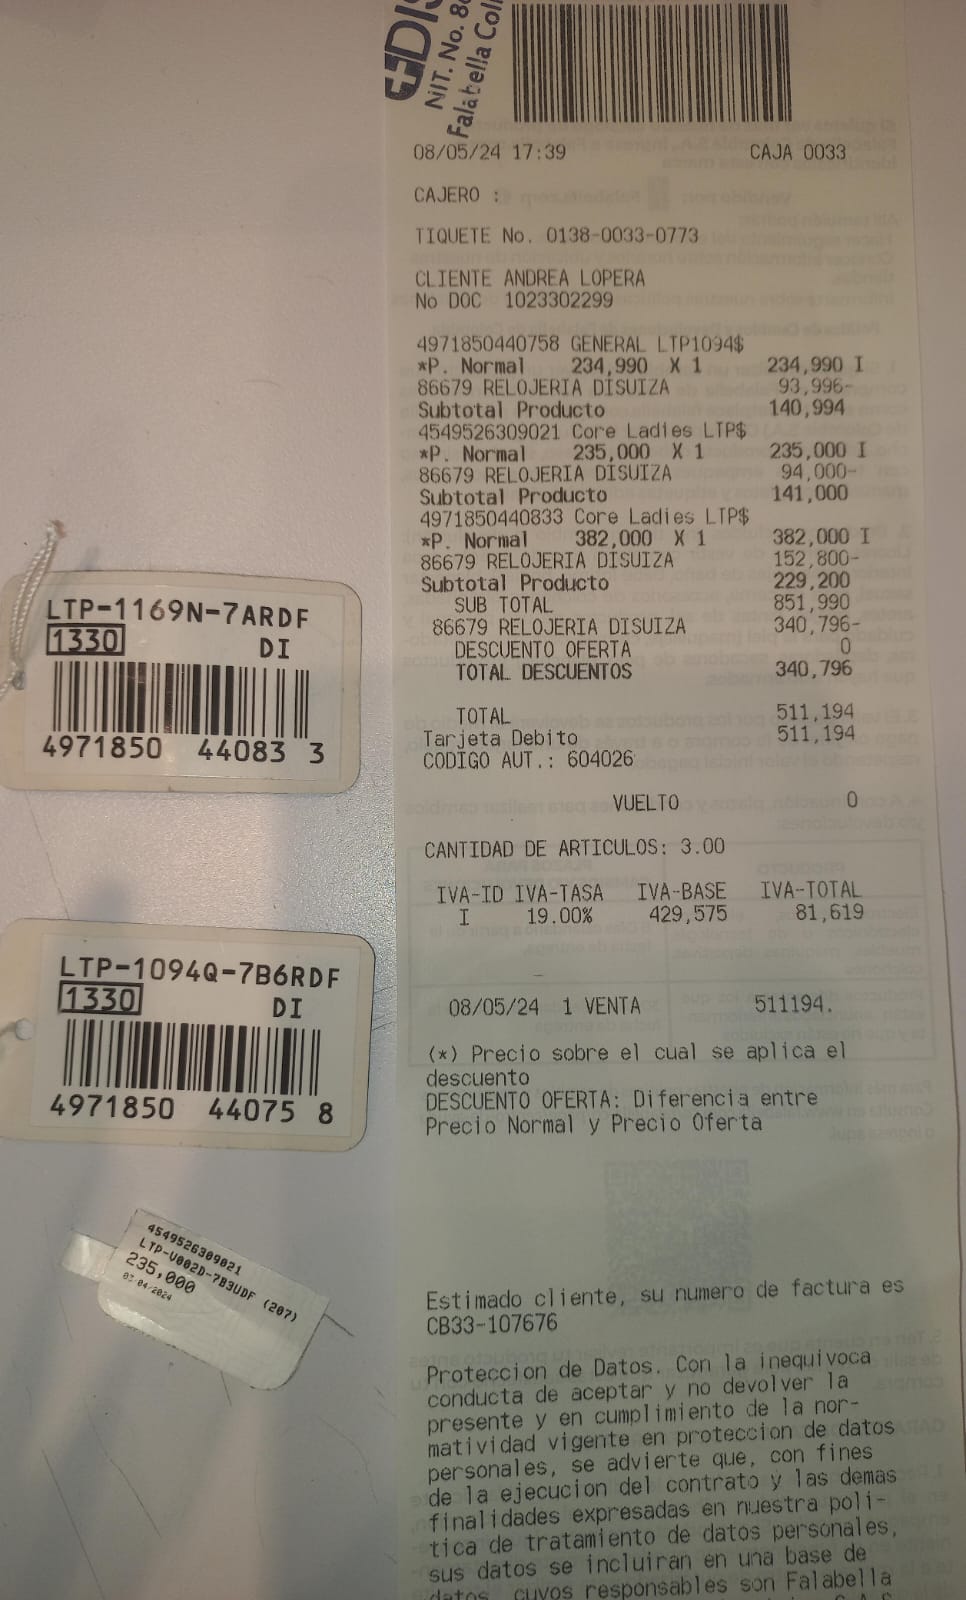 DIS
NIT. No. 8
Falabella Col
08/05/24 17:39 CAJA 0033
CAJERO :
TIQUETE No. 0138-0033-0773
CLIENTE ANDREA LOPERA
No DOC 1023302299
4971850440758 GENERAL LTP1094$
*P. Normal 234,990 X 1 234,990 I
86679 RELOJERIA DISUIZA 93,996-
Subtotal Producto 140,994
4549526309021 Core Ladies LTP$
*P. Normal 235,000 X 1 235,000 I
86679 RELOJERIA DISUIZA 94,000-
Subtotal Producto 141,000
4971850440833 Core Ladies LTP$
*P. Normal 382,000 X 1 382,000 I
86679 RELOJERIA DISUIZA 152,800-
Subtotal Producto 229,200
SUB TOTAL 851,990
86679 RELOJERIA DISUIZA 340,796-
DESCUENTO OFERTA 0
TOTAL DESCUENTOS 340,796
TOTAL 511,194
Tarjeta Debito 511,194
CODIGO AUT.: 604026
VUELTO 0
CANTIDAD DE ARTICULOS: 3.00
IVA-ID IVA-TASA IVA-BASE IVA-TOTAL
I 19.00% 429,575 81,619
08/05/24 1 VENTA 511194.
(*) Precio sobre el cual se aplica el
descuento
DESCUENTO OFERTA: Diferencia entre
Precio Normal y Precio Oferta
Estimado cliente, su numero de factura es
CB33-107676
Proteccion de Datos. Con la inequivoca
conducta de aceptar y no devolver la
presente y en cumplimiento de la nor-
matividad vigente en proteccion de datos
personales, se advierte que, con fines
de la ejecucion del contrato y las demas
finalidades expresadas en nuestra poli-
tica de tratamiento de datos personales,
sus datos se incluiran en una base de
datos, cuyos responsables son Falabella
LTP-1169N-7ARDF
1330 DI
4971850 44083 3
LTP-1094Q-7B6RDF
1330 DI
4971850 44075 8
4549526309021
LTP-V002D-7B3UDF (207)
235,000
03/04/2024